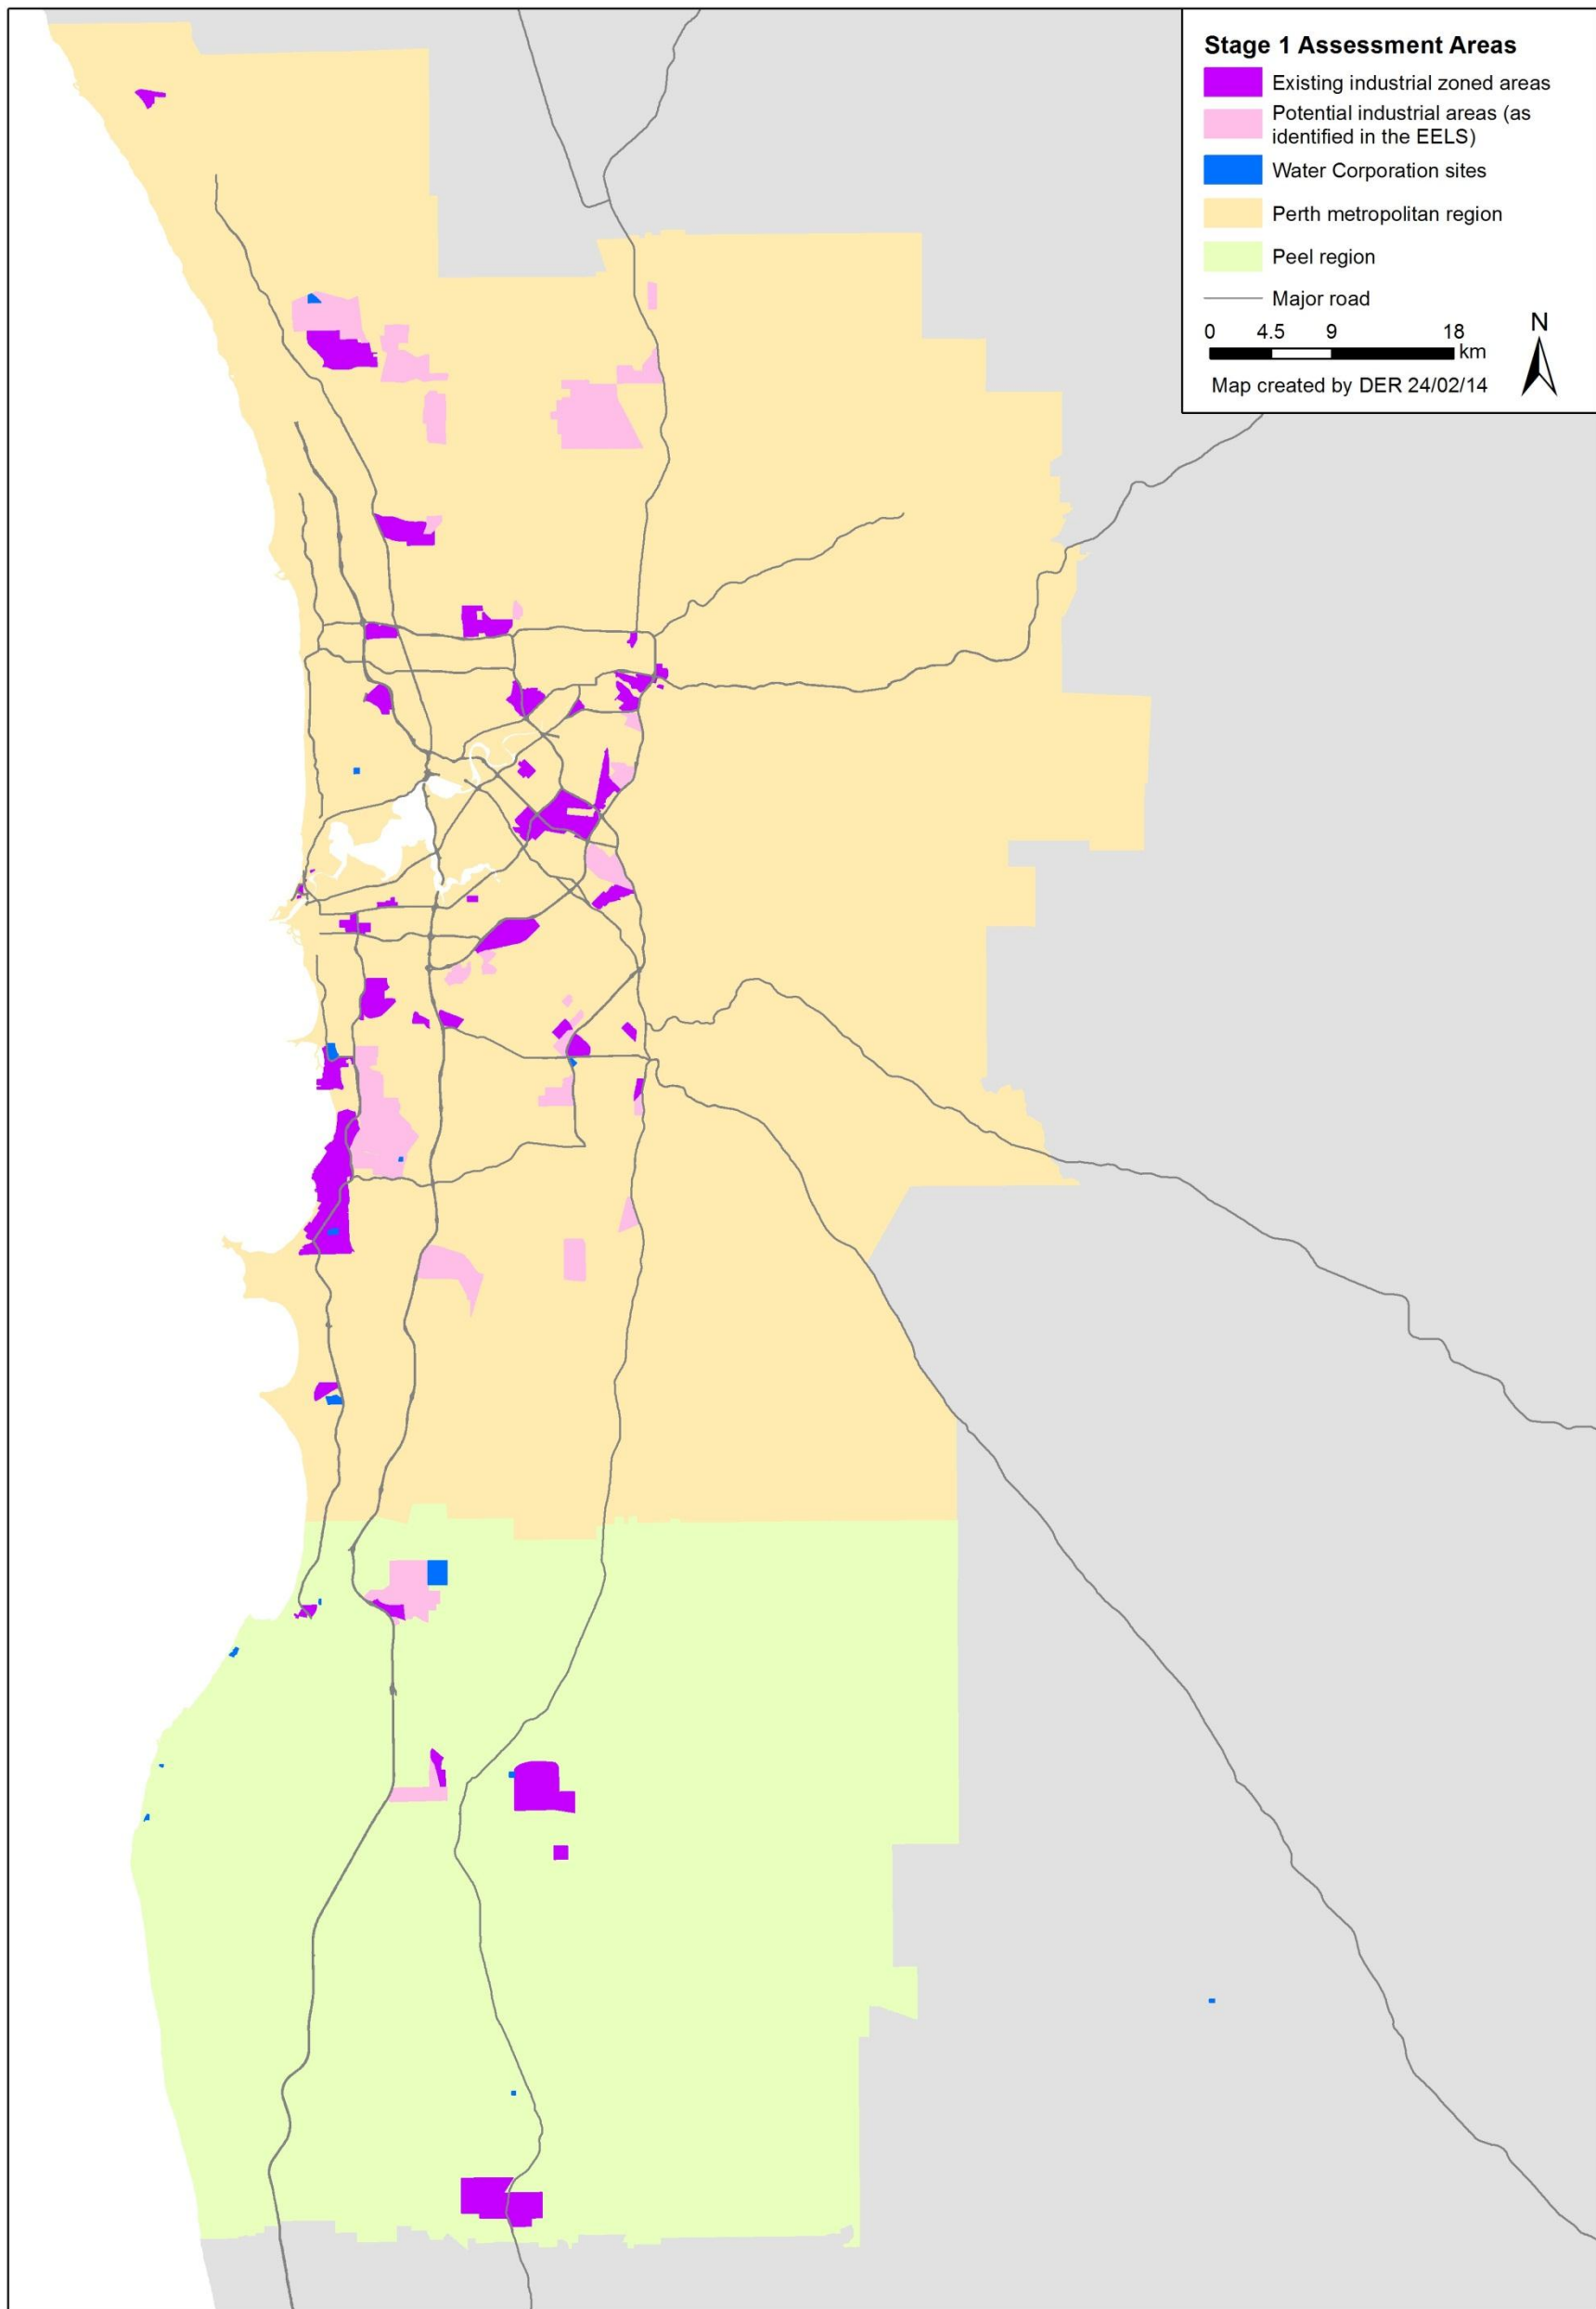 Stage 1 Assessment Areas
Existing industrial zoned areas
Potential industrial areas (as
identified in the EELS)
Water Corporation sites
Perth metropolitan region
Peel region
Major road
0 4.5 9 18
km
N
Map created by DER 24/02/14